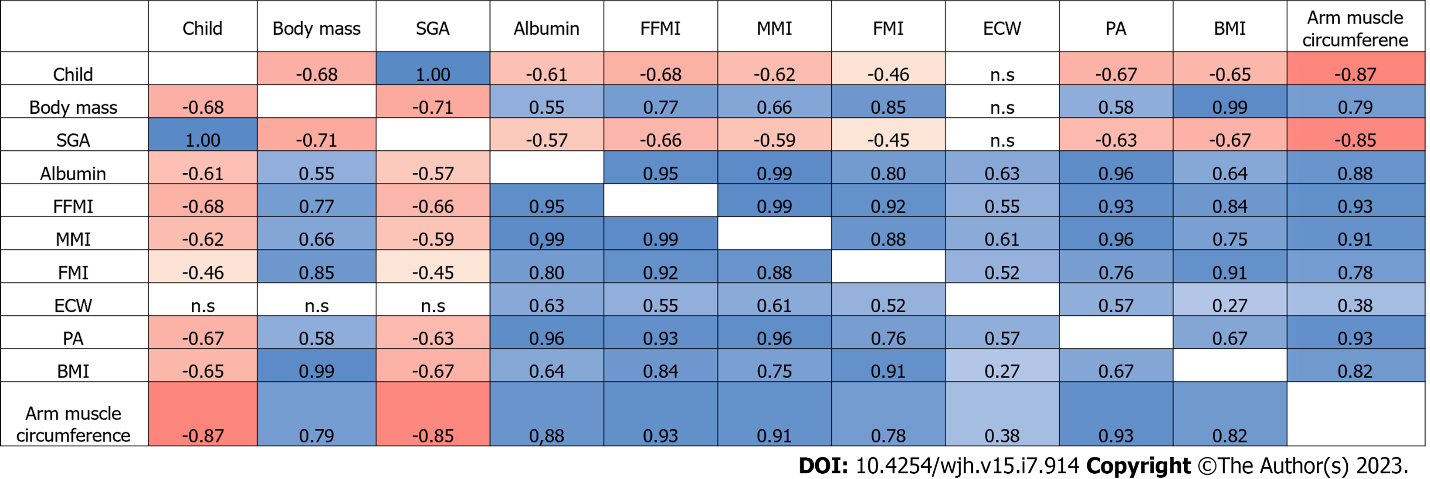 Child Body mass SGA Albumin FFMI MMI FMI ECW PA BMI Arm muscle
circumferene
Child -0.68 1.00 -0.61 -0.68 -0.62 -0.46 n.s -0.67 -0.65 -0.87
Body mass -0.68 -0.71 0.55 0.77 0.66 0.85 n.s 0.58 0.99 0.79
SGA 1.00 -0.71 -0.57 -0.66 -0.59 -0.45 n.s -0.63 -0.67 -0.85
Albumin -0.61 0.55 -0.57 0.95 0.99 0.80 0.63 0.96 0.64 0.88
FFMI -0.68 0.77 -0.66 0.95 0.99 0.92 0.55 0.93 0.84 0.93
MMI -0.62 0.66 -0.59 0,99 0.99 0.88 0.61 0.96 0.75 0.91
FMI -0.46 0.85 -0.45 0.80 0.92 0.88 0.52 0.76 0.91 0.78
ECW n.s n.s n.s 0.63 0.55 0.61 0.52 0.57 0.27 0.38
PA -0.67 0.58 -0.63 0.96 0.93 0.96 0.76 0.57 0.67 0.93
BMI -0.65 0.99 -0.67 0.64 0.84 0.75 0.91 0.27 0.67 0.82
Arm muscle
circumference -0.87 0.79 -0.85 0,88 0.93 0.91 0.78 0.38 0.93 0.82
DOI: 10.4254/wjh.v15.i7.914 Copyright ©The Author(s) 2023.